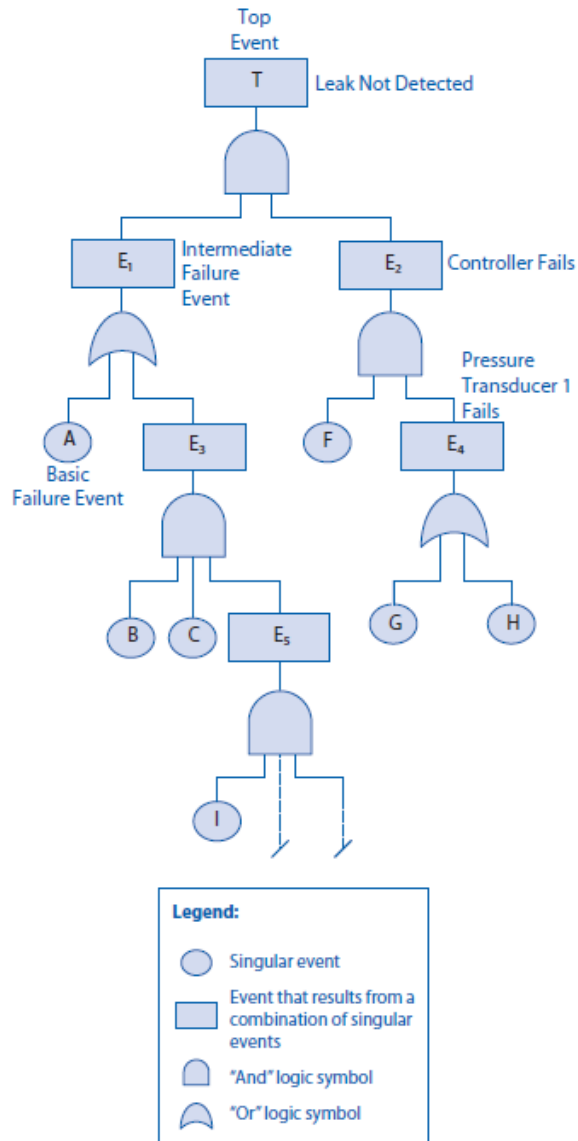 Top
Event
T
Leak Not Detected
E₁
Intermediate
Failure
Event
E₂
Controller Fails
Pressure
Transducer 1
Fails
A
Basic
Failure Event
E₃
F
E₄
B
C
E₅
G
H
I
Legend:
Singular event
Event that results from a
combination of singular
events
"And" logic symbol
"Or" logic symbol